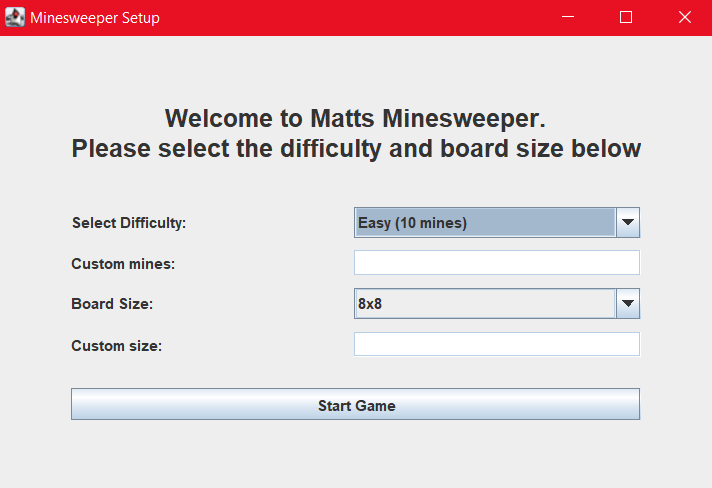 Minesweeper Setup
Welcome to Matts Minesweeper.
Please select the difficulty and board size below
Select Difficulty: Easy (10 mines)
Custom mines:
Board Size: 8x8
Custom size:
Start Game